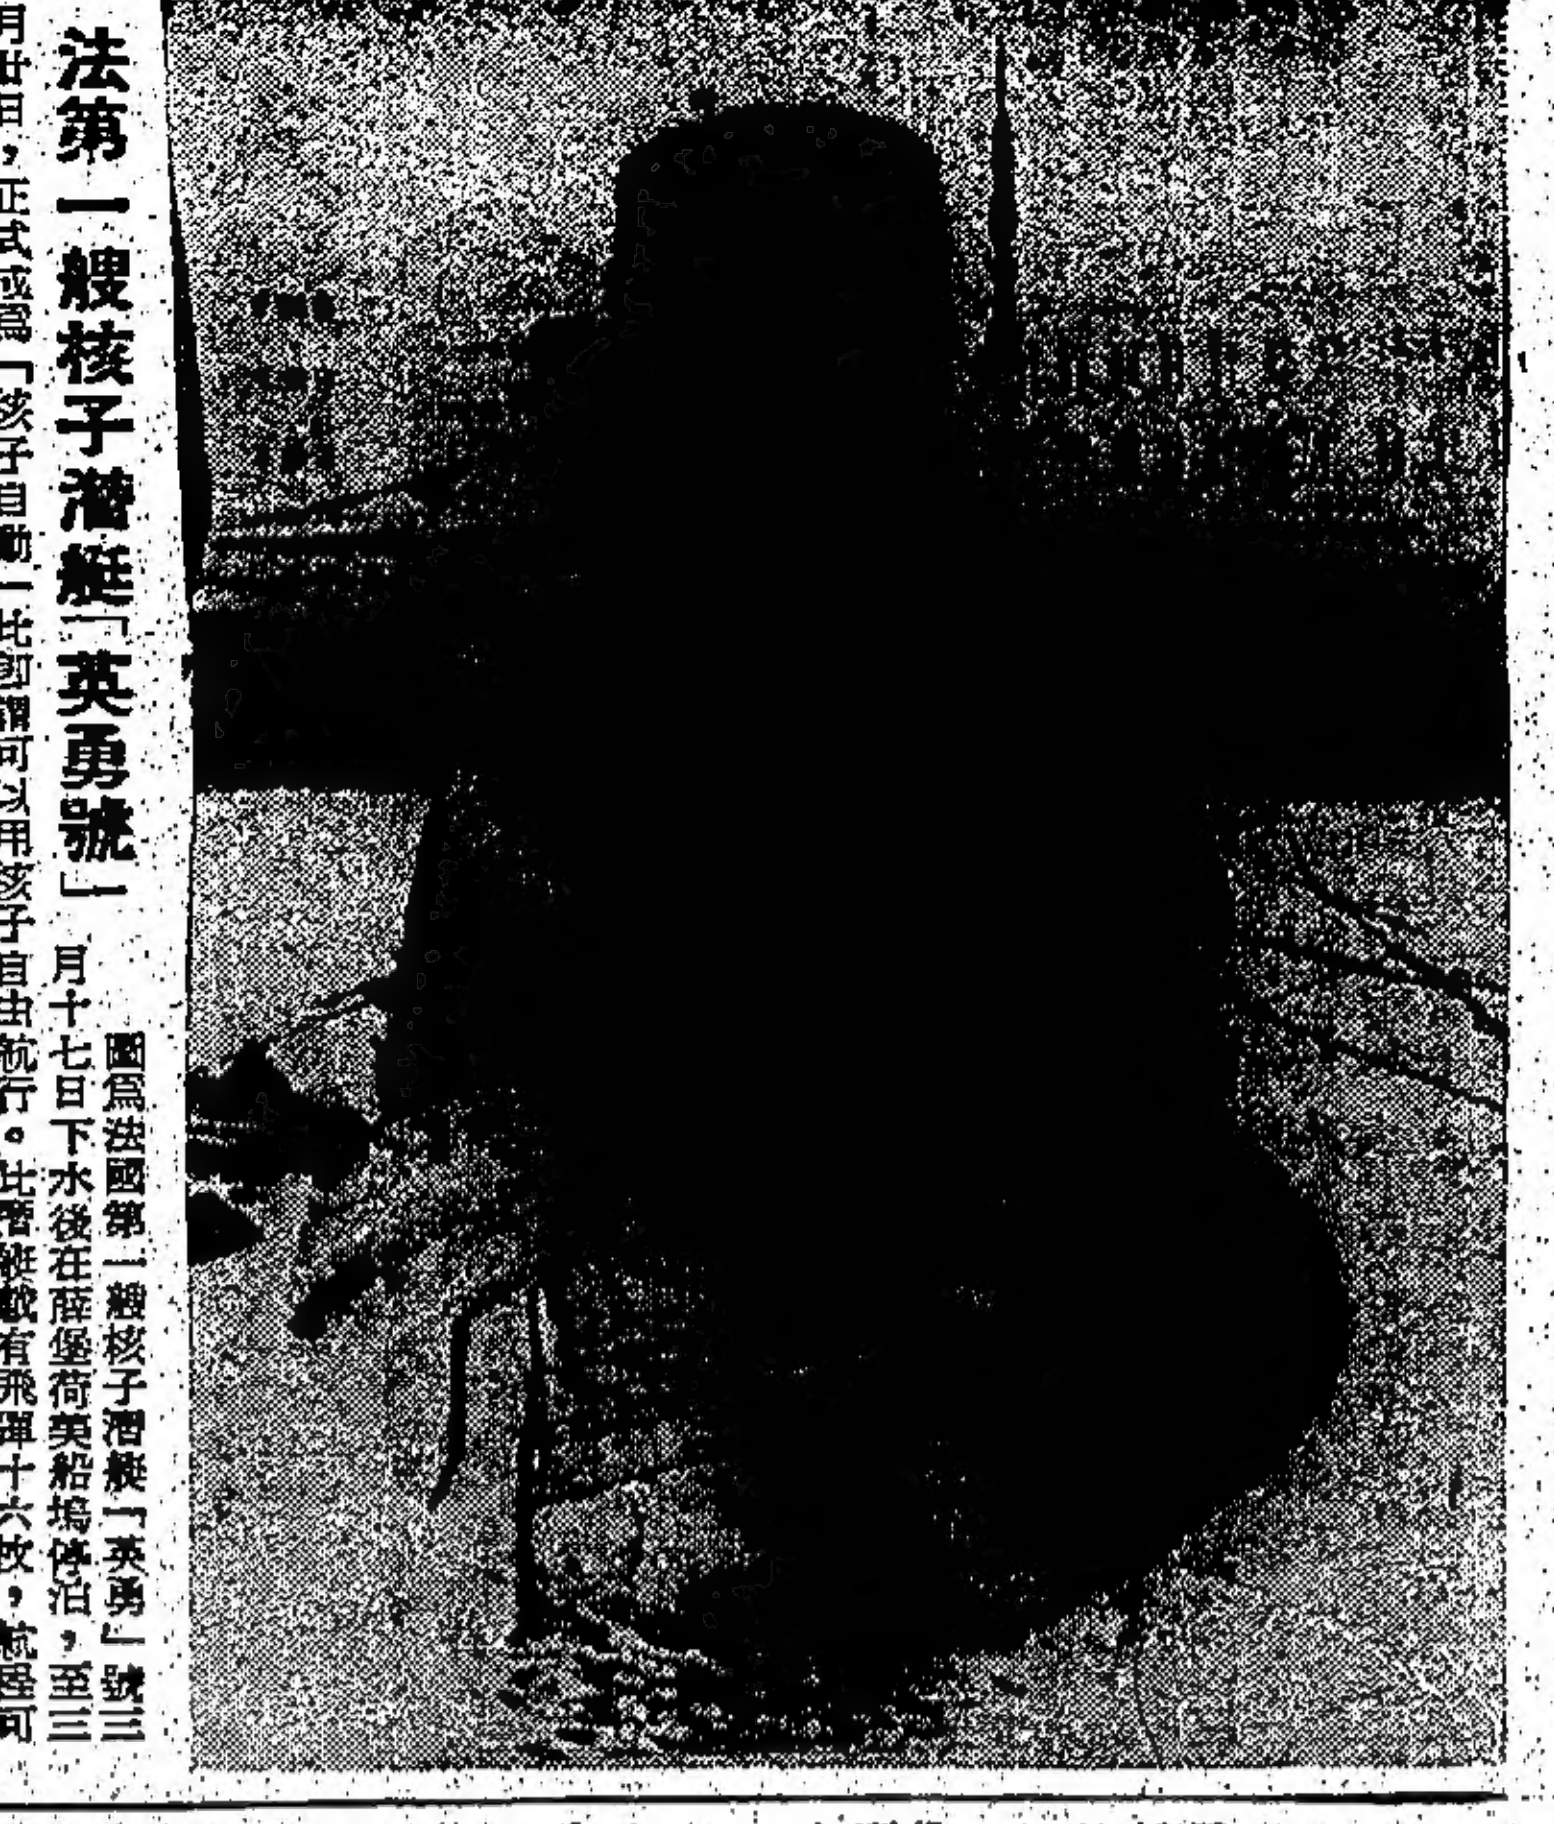 法第一艘核子潛艇「英勇號」
圖爲法國第一艘核子潛艇「英勇」號三
月十七日下水後在薛堡荷美船塢停泊,至三
月廿日,正式成爲「核子自動」此卽謂可以用核子自由航行。此潛艇載有飛彈十六枚,航程可